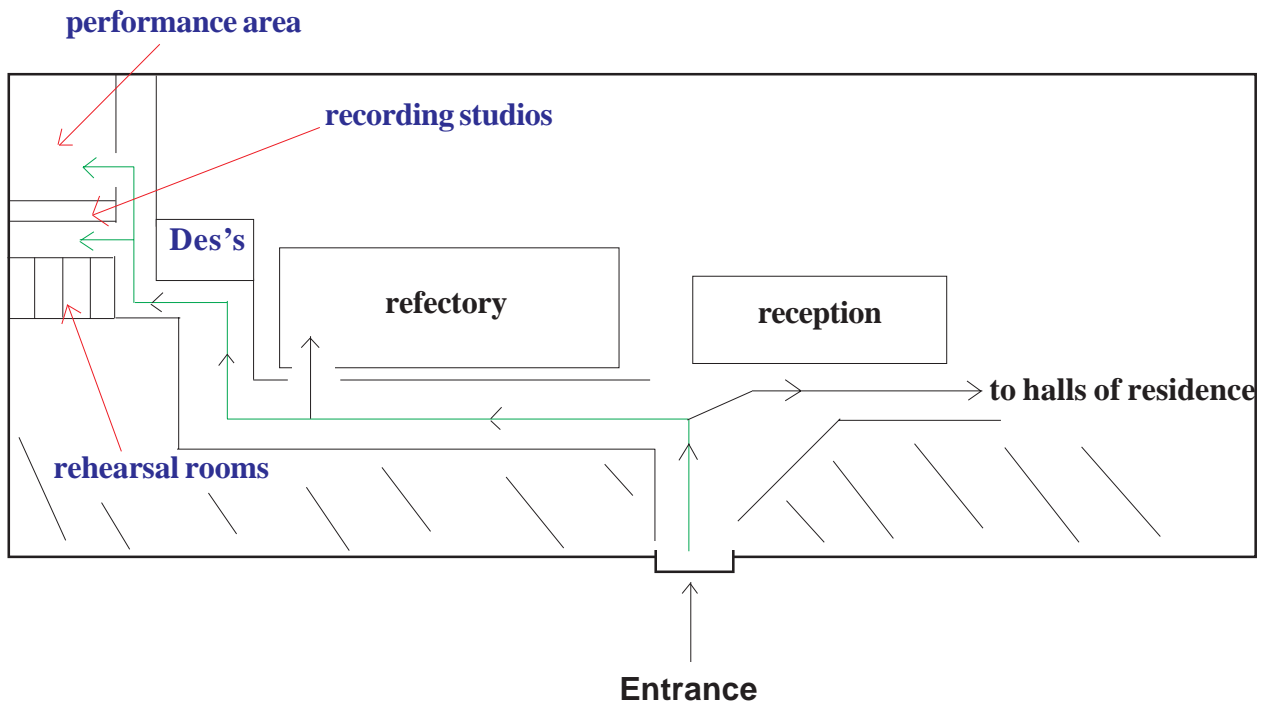 performance area
recording studios
Des’s
refectory
reception
to halls of residence
rehearsal rooms
Entrance